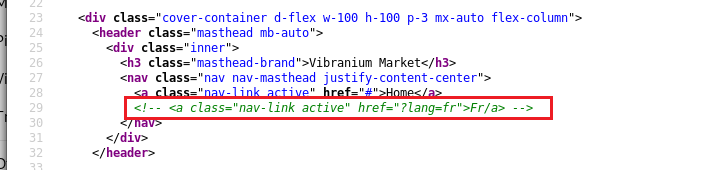 22
23 <div class="cover-container d-flex w-100 h-100 p-3 mx-auto flex-column">
24 <header class="masthead mb-auto">
25 <div class="inner">
26 <h3 class="masthead-brand">Vibranium Market</h3>
27 <nav class="nav nav-masthead justify-content-center">
28 <a class="nav-link active" href="#">Home</a>
29 <!-- <a class="nav-link active" href="?lang=fr">Fr/a> -->
30 </nav>
31 </div>
32 </header>
33